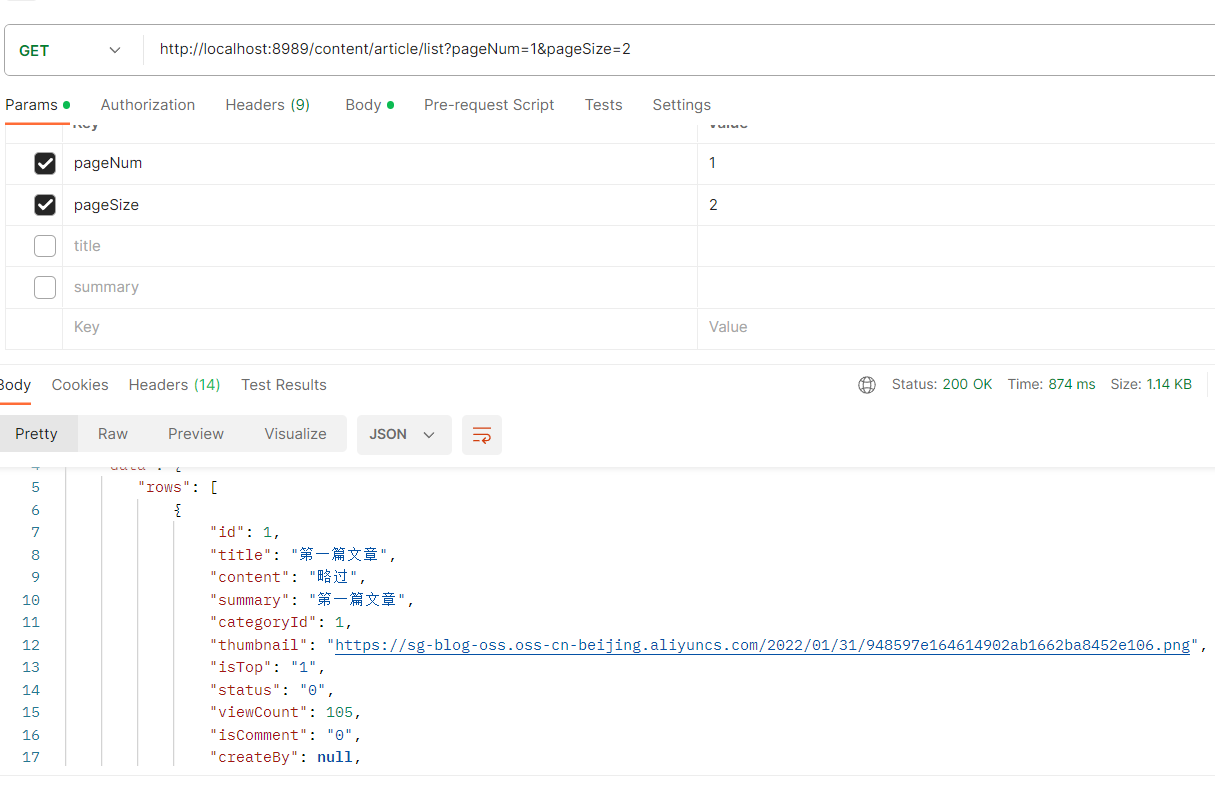 GET http://localhost:8989/content/article/list?pageNum=1&pageSize=2
Params Authorization Headers (9) Body Pre-request Script Tests Settings
Key Value
pageNum 1
pageSize 2
title
summary
Key Value
Body Cookies Headers (14) Test Results Status: 200 OK Time: 874 ms Size: 1.14 KB
Pretty Raw Preview Visualize JSON
4 "data": {
5 "rows": [
6 {
7 "id": 1,
8 "title": "第一篇文章",
9 "content": "略过",
10 "summary": "第一篇文章",
11 "categoryId": 1,
12 "thumbnail": "https://sg-blog-oss.oss-cn-beijing.aliyuncs.com/2022/01/31/948597e164614902ab1662ba8452e106.png",
13 "isTop": "1",
14 "status": "0",
15 "viewCount": 105,
16 "isComment": "0",
17 "createBy": null,